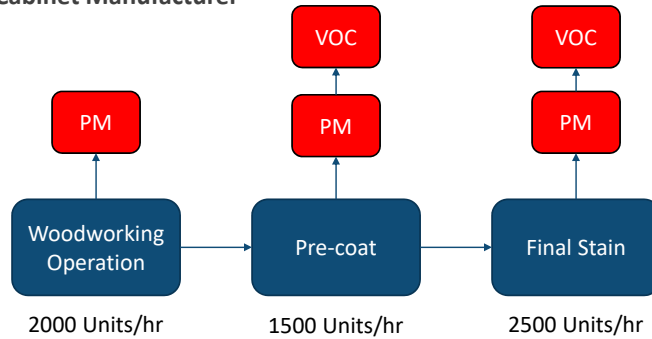 Cabinet Manufacturer
VOC
VOC
PM
PM
PM
Woodworking
Operation
Pre-coat
Final Stain
2000 Units/hr
1500 Units/hr
2500 Units/hr